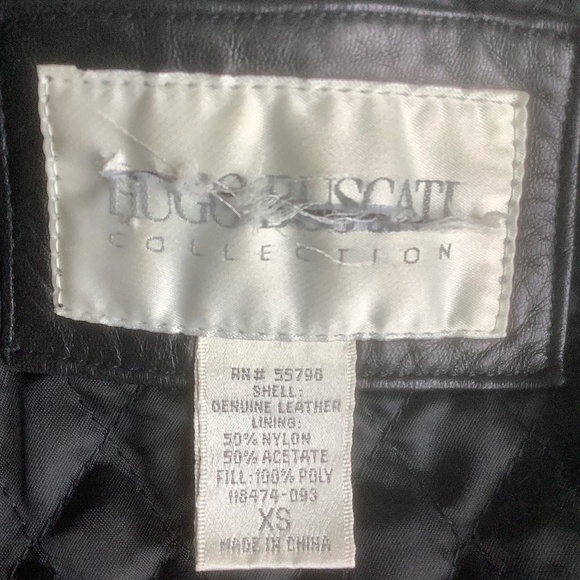 HUGO BUSCATI
COLLECTION
RN# 55798
SHELL:
GENUINE LEATHER
LINING:
50% NYLON
50% ACETATE
FILL:100% POLY
118474-093
XS
MADE IN CHINA